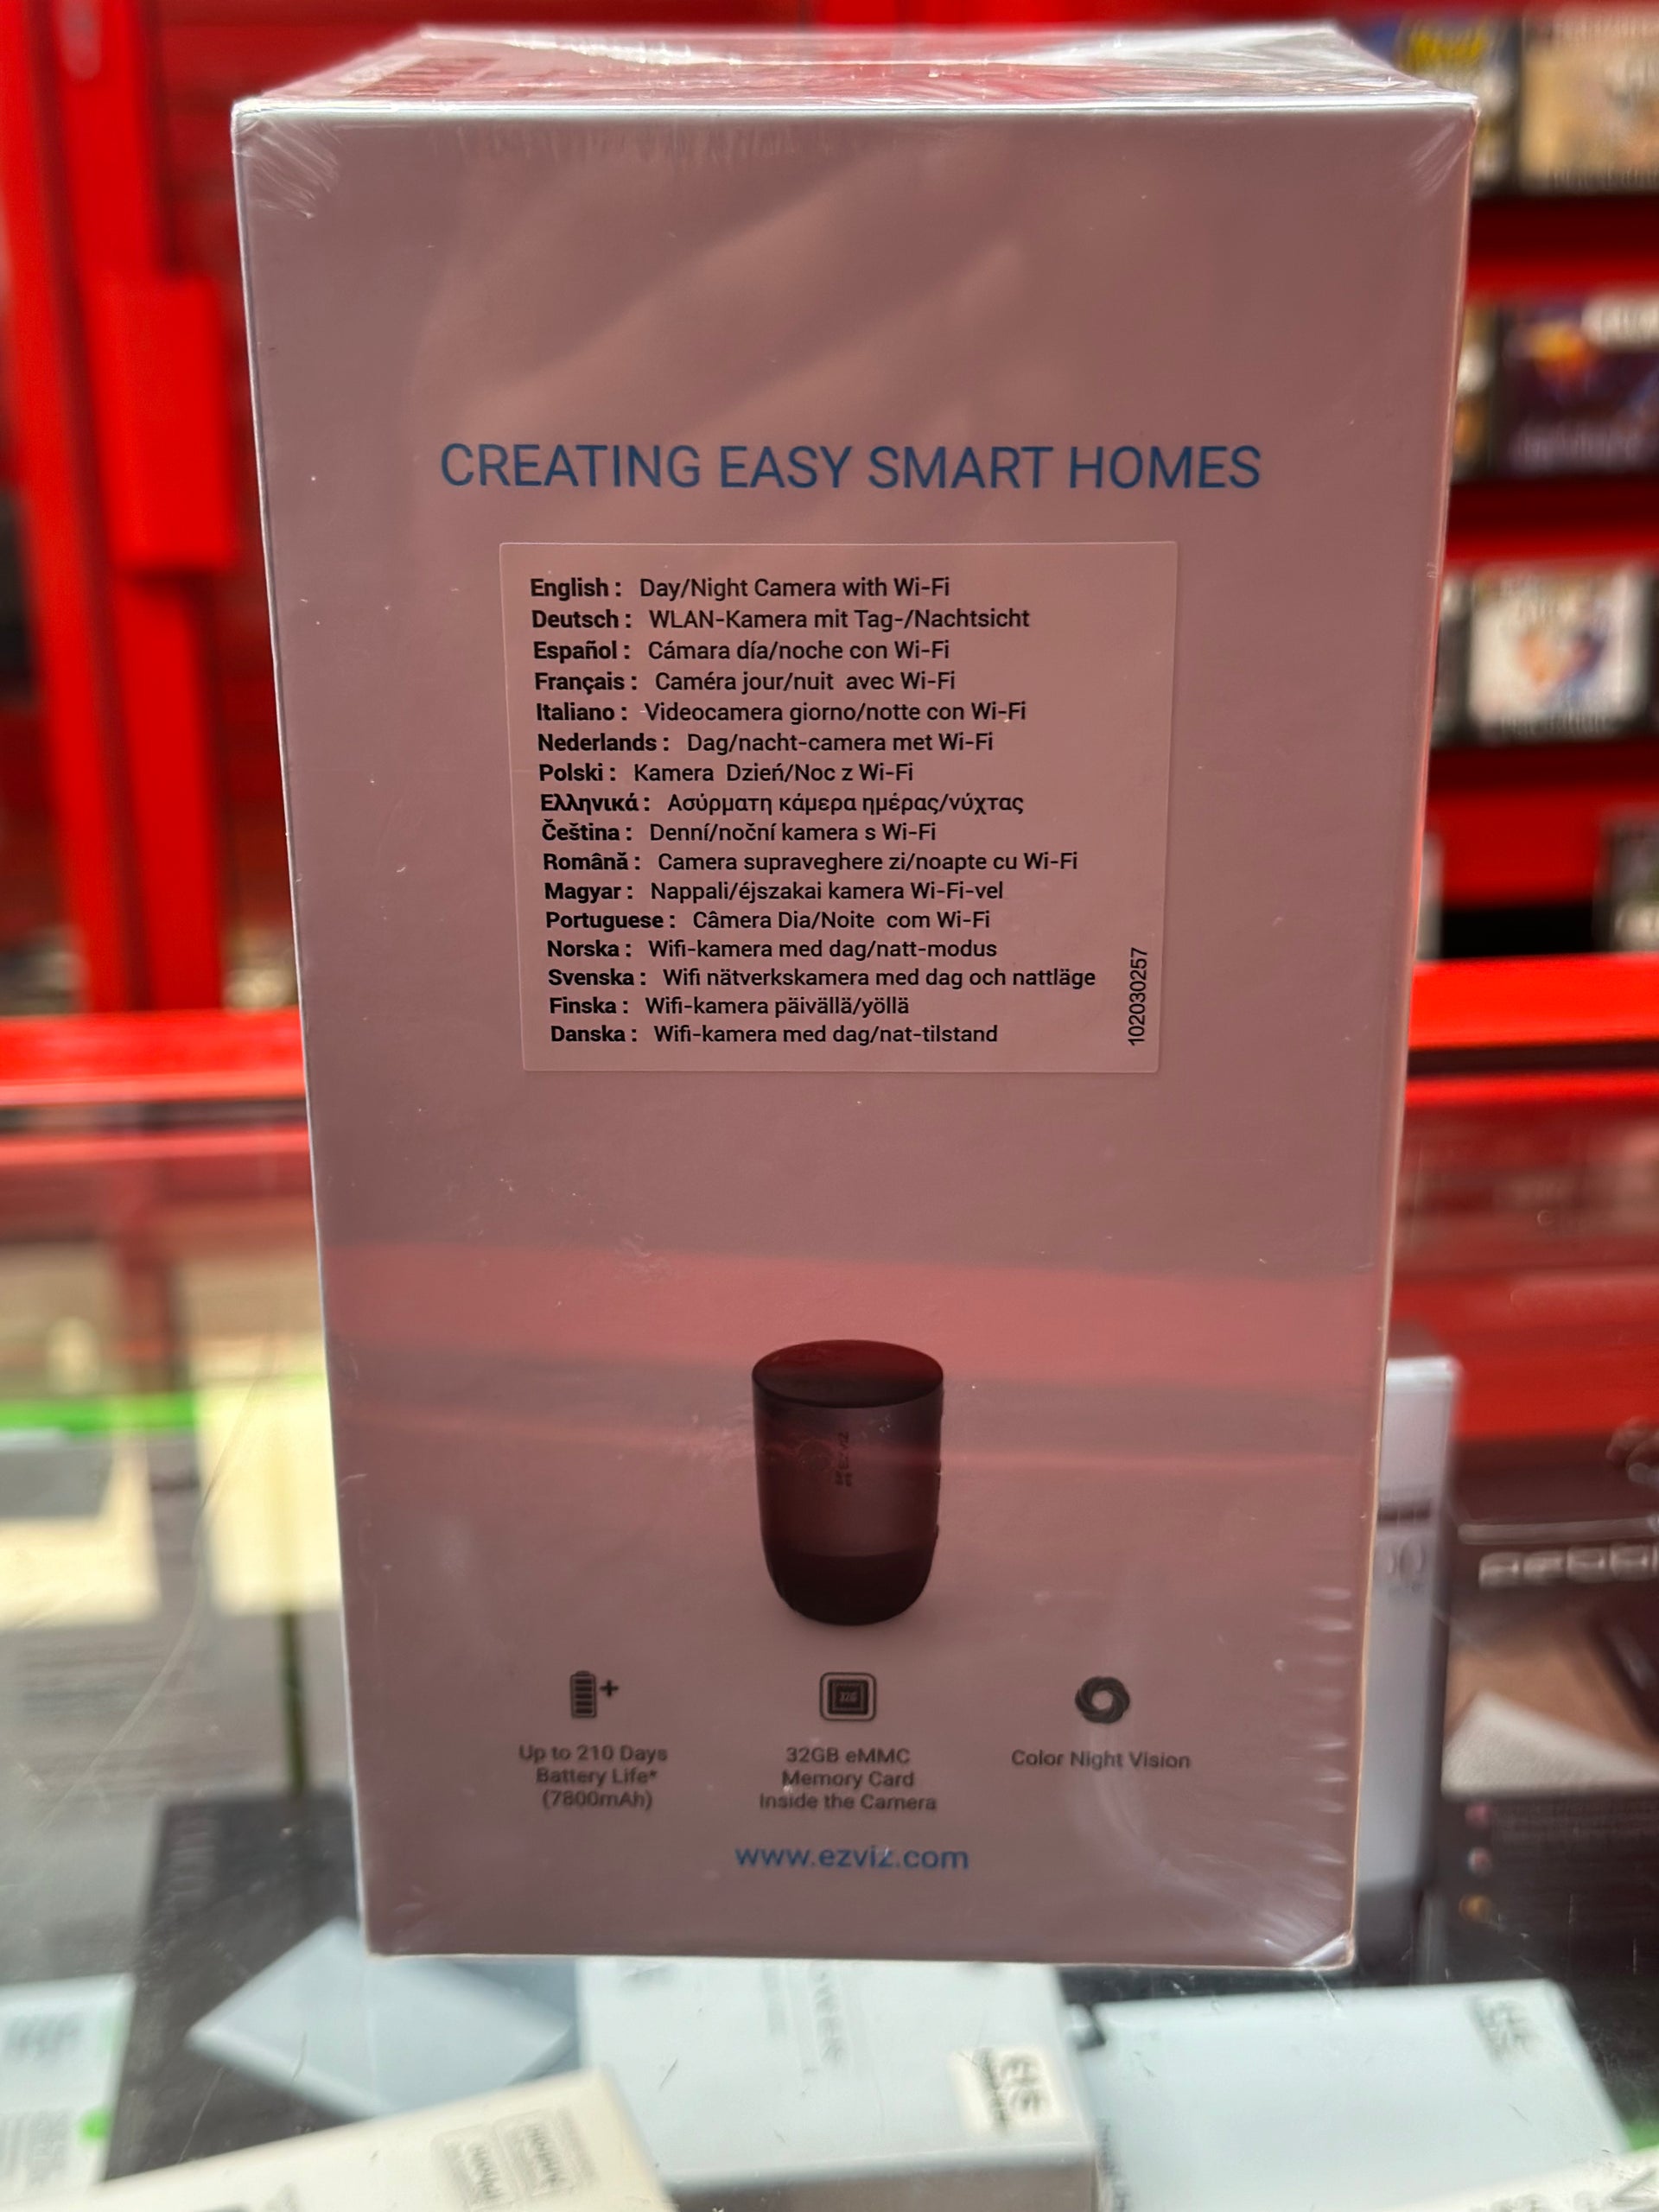 CREATING EASY SMART HOMES
English : Day/Night Camera with Wi-Fi
Deutsch : WLAN-Kamera mit Tag-/Nachtsicht
Español : Cámara día/noche con Wi-Fi
Français : Caméra jour/nuit avec Wi-Fi
Italiano : Videocamera giorno/notte con Wi-Fi
Nederlands : Dag/nacht-camera met Wi-Fi
Polski : Kamera Dzień/Noc z Wi-Fi
Ελληνικά : Ασύρματη κάμερα ημέρας/νύχτας
Čeština : Denní/noční kamera s Wi-Fi
Română : Camera supraveghere zi/noapte cu Wi-Fi
Magyar : Nappali/éjszakai kamera Wi-Fi-vel
Portuguese : Câmera Dia/Noite com Wi-Fi
Norska : Wifi-kamera med dag/natt-modus
Svenska : Wifi nätverkskamera med dag och nattläge
Finska : Wifi-kamera päivällä/yöllä
Danska : Wifi-kamera med dag/nat-tilstand
102030257
EZVIZ
32G
Up to 210 Days
Battery Life*
(7800mAh)
32GB eMMC
Memory Card
Inside the Camera
Color Night Vision
www.ezviz.com